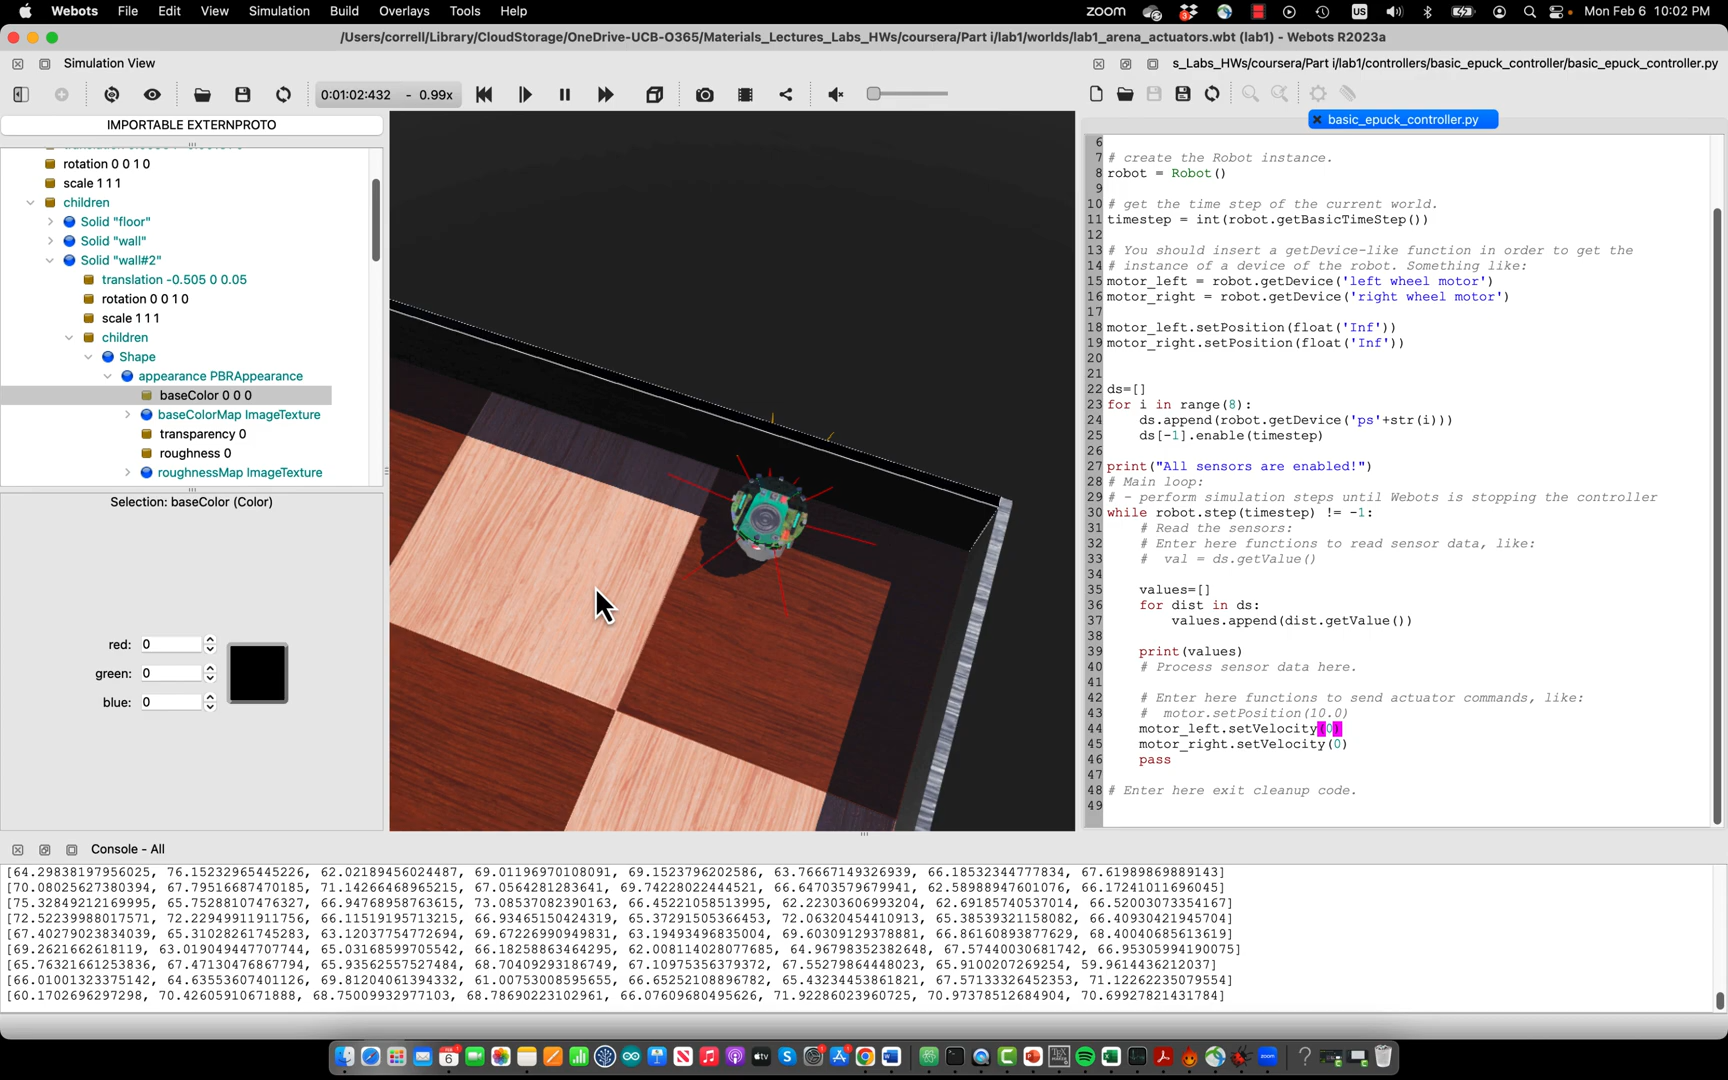 Webots File Edit View Simulation Build Overlays Tools Help
zoom US Mon Feb 6 10:02 PM
/Users/correll/Library/CloudStorage/OneDrive-UCB-O365/Materials_Lectures_Labs_HWs/coursera/Part i/lab1/worlds/lab1_arena_actuators.wbt (lab1) - Webots R2023a
Simulation View
0:01:02:432 - 0.99x
IMPORTABLE EXTERNPROTO
rotation 0 0 1 0
scale 1 1 1
children
Solid "floor"
Solid "wall"
Solid "wall#2"
translation -0.505 0 0.05
rotation 0 0 1 0
scale 1 1 1
children
Shape
appearance PBRAppearance
baseColor 0 0 0
baseColorMap ImageTexture
transparency 0
roughness 0
roughnessMap ImageTexture
Selection: baseColor (Color)
red: 0
green: 0
blue: 0
s_Labs_HWs/coursera/Part i/lab1/controllers/basic_epuck_controller/basic_epuck_controller.py
basic_epuck_controller.py
6
7 # create the Robot instance.
8 robot = Robot()
9
10 # get the time step of the current world.
11 timestep = int(robot.getBasicTimeStep())
12
13 # You should insert a getDevice-like function in order to get the
14 # instance of a device of the robot. Something like:
15 motor_left = robot.getDevice('left wheel motor')
16 motor_right = robot.getDevice('right wheel motor')
17
18 motor_left.setPosition(float('Inf'))
19 motor_right.setPosition(float('Inf'))
20
21
22 ds=[]
23 for i in range(8):
24 ds.append(robot.getDevice('ps'+str(i)))
25 ds[-1].enable(timestep)
26
27 print("All sensors are enabled!")
28 # Main loop:
29 # - perform simulation steps until Webots is stopping the controller
30 while robot.step(timestep) != -1:
31 # Read the sensors:
32 # Enter here functions to read sensor data, like:
33 # val = ds.getValue()
34
35 values=[]
36 for dist in ds:
37 values.append(dist.getValue())
38
39 print(values)
40 # Process sensor data here.
41
42 # Enter here functions to send actuator commands, like:
43 # motor.setPosition(10.0)
44 motor_left.setVelocity(0)
45 motor_right.setVelocity(0)
46 pass
47
48 # Enter here exit cleanup code.
49
Console - All
[64.29838197956025, 76.15232965445226, 62.02189456024487, 69.01196970108091, 69.1523796202586, 63.76667149326939, 66.18532344777834, 67.61989869889143]
[70.08025627380394, 67.79516687470185, 71.14266468965215, 67.0564281283641, 69.74228022444521, 66.64703579679941, 62.58988947601076, 66.17241011696045]
[75.32849212169995, 65.75288107476327, 66.94768958763615, 73.08537082390163, 66.45221058513995, 62.22303606993204, 62.69185740537014, 66.52003073354167]
[72.52239988017571, 72.22949911911756, 66.11519195713215, 66.93465150424319, 65.37291505366453, 72.06320454410913, 65.38539321158082, 66.40930421945704]
[67.40279023834039, 65.31028261745283, 63.12037754772694, 69.67226990949831, 63.19493496835004, 69.60309129378881, 66.86160893877629, 68.40040685613619]
[69.2621662618119, 63.019049447707744, 65.03168599705542, 66.18258863464295, 62.008114028077685, 64.96798352382648, 67.57440030681742, 66.95305994190075]
[65.76321661253836, 67.47130476867794, 65.93562557527484, 68.70409293186749, 67.10975356379372, 67.55279864448023, 65.9100207269254, 59.9614436212037]
[66.01001323375142, 64.63553607401126, 69.81204061394332, 61.00753008595655, 66.65252108896782, 65.43234453861821, 67.5713332645 2353, 71.12262235079554]
[60.1702696297298, 70.42605910671888, 68.75009932977103, 68.78690223102961, 66.07609680495626, 71.92286023960725, 70.97378512684904, 70.69927821431784]